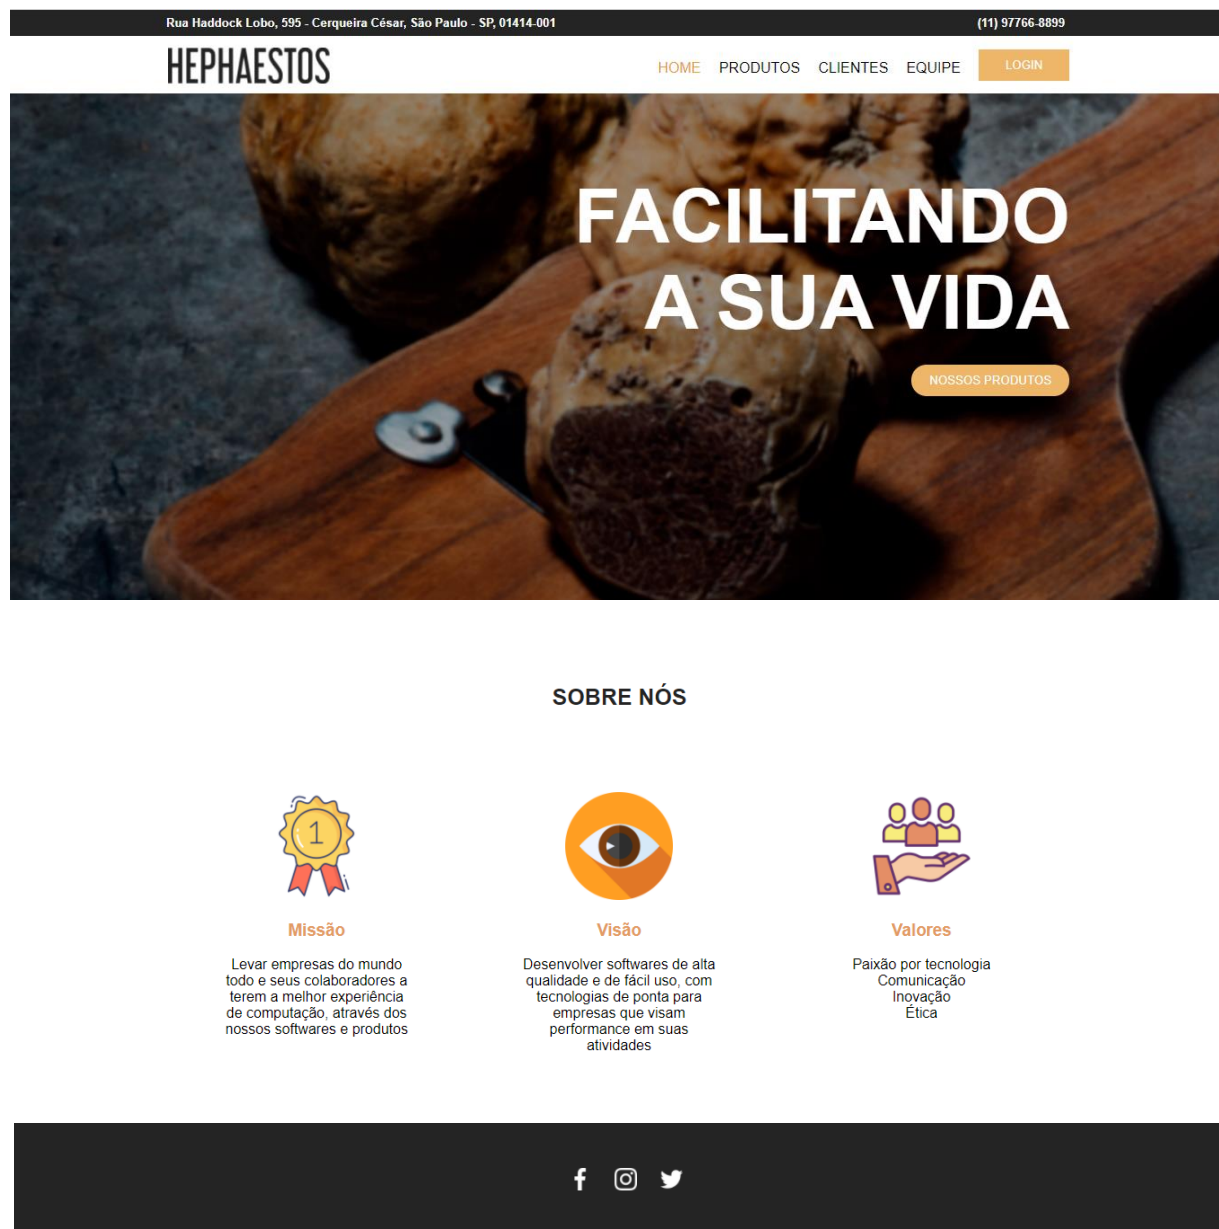 Rua Haddock Lobo, 595 - Cerqueira César, São Paulo - SP, 01414-001
(11) 97766-8899
HEPHAESTOS
HOME
PRODUTOS
CLIENTES
EQUIPE
LOGIN
FACILITANDO
A SUA VIDA
NOSSOS PRODUTOS
SOBRE NÓS
1
Missão
Levar empresas do mundo
todo e seus colaboradores a
terem a melhor experiência
de computação, através dos
nossos softwares e produtos
Visão
Desenvolver softwares de alta
qualidade e de fácil uso, com
tecnologias de ponta para
empresas que visam
performance em suas
atividades
Valores
Paixão por tecnologia
Comunicação
Inovação
Ética